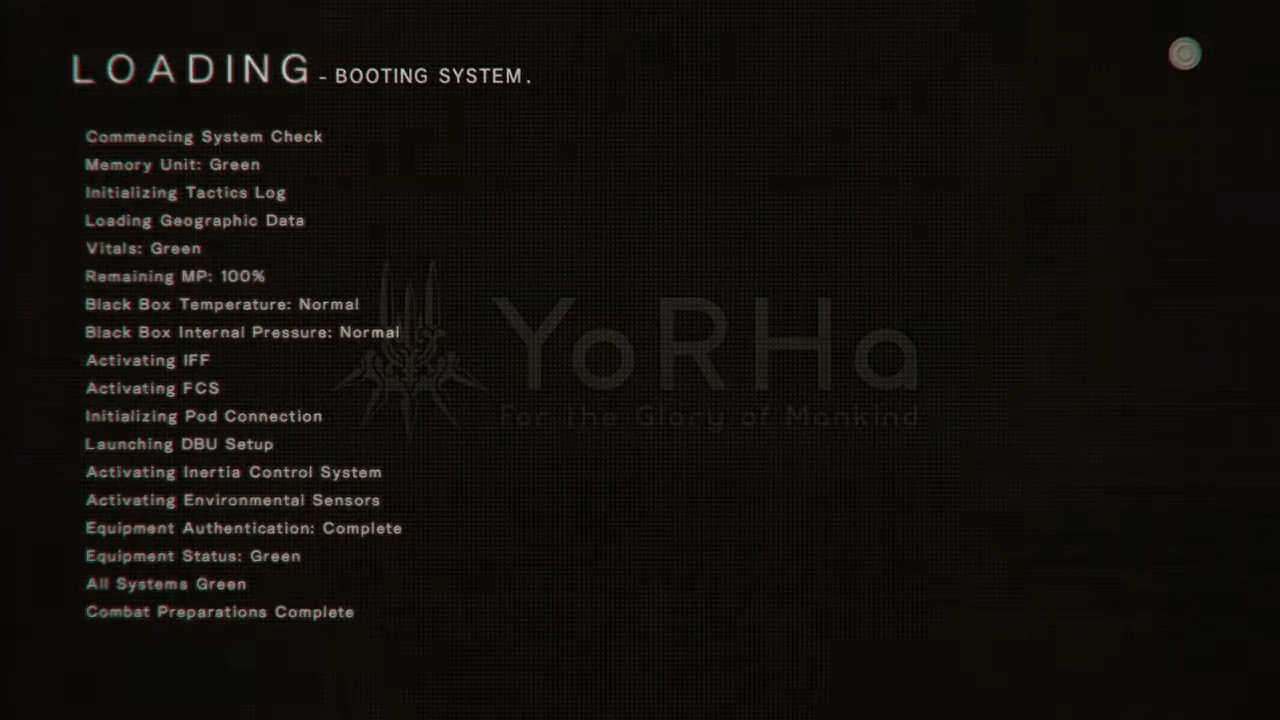 LOADING - BOOTING SYSTEM.
Commencing System Check
Memory Unit: Green
Initializing Tactics Log
Loading Geographic Data
Vitals: Green
Remaining MP: 100%
Black Box Temperature: Normal
Black Box Internal Pressure: Normal
Activating IFF
Activating FCS
Initializing Pod Connection
Launching DBU Setup
Activating Inertia Control System
Activating Environmental Sensors
Equipment Authentication: Complete
Equipment Status: Green
All Systems Green
Combat Preparations Complete
YoRHa
For the Glory of Mankind